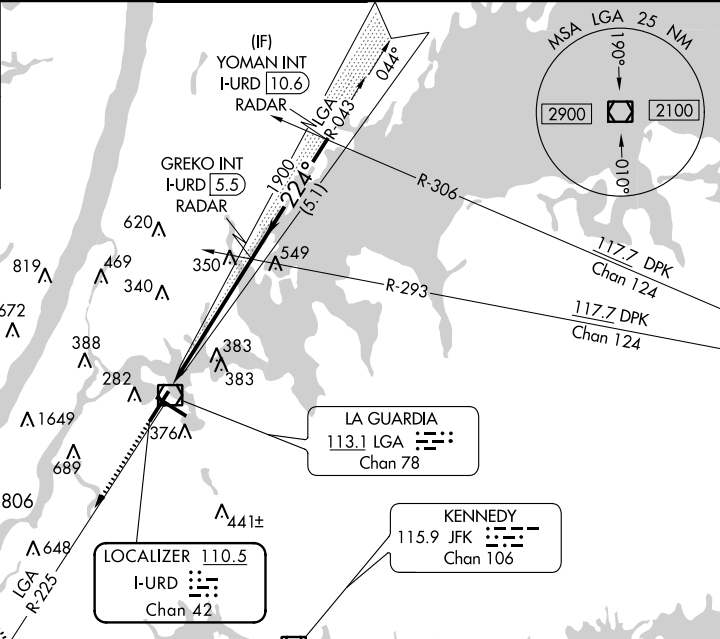 (IF)
YOMAN INT
I-URD 10.6
RADAR
LGA
R-043
044°
MSA LGA 25 NM
190°
2900
2100
010°
GREKO INT
I-URD 5.5
RADAR
1900
224°
(5.1)
R-306
117.7 DPK
Chan 124
R-293
117.7 DPK
Chan 124
620
350
549
819
469
340
672
388
383
383
282
1649
376
689
806
648
441±
LA GUARDIA
113.1 LGA
Chan 78
KENNEDY
115.9 JFK
Chan 106
LOCALIZER 110.5
I-URD
Chan 42
LGA
R-225